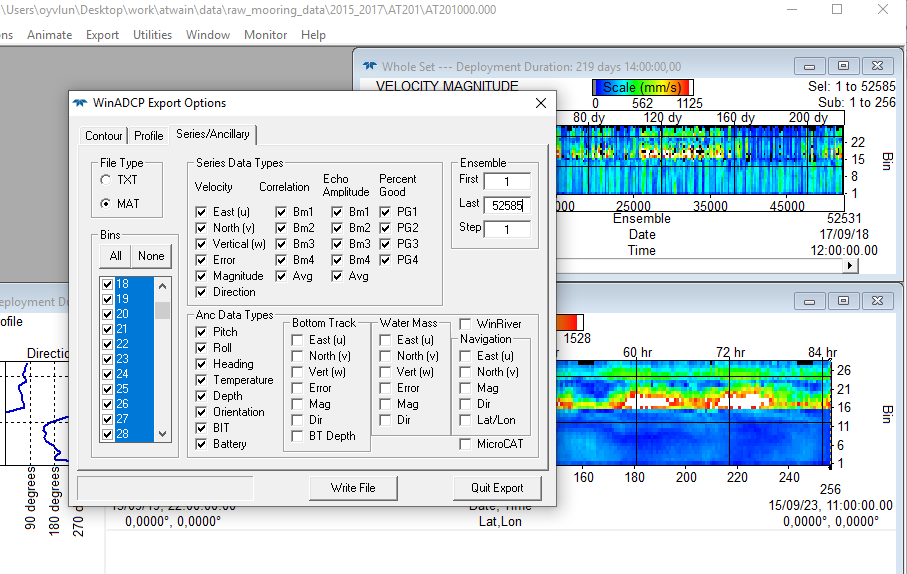 \Users\oyvlun\Desktop\work\atwain\data\raw_mooring_data\2015_2017\AT201\AT201000.000
ns Animate Export Utilities Window Monitor Help
Whole Set --- Deployment Duration: 219 days 14:00:00,00
VELOCITY MAGNITUDE
Scale (mm/s)
0 562 1125
Sel: 1 to 52585
Sub: 1 to 256
80 dy 120 dy 160 dy 200 dy
22
15
8
1
Bin
25000 35000 45000
Ensemble 52531
Date 17/09/18
Time 12:00:00.00
WinADCP Export Options
Contour Profile Series/Ancillary
File Type
TXT
MAT
Bins
All None
18
19
20
21
22
23
24
25
26
27
28
Series Data Types
Velocity Correlation Echo Amplitude Percent Good
East (u) Bm1 Bm1 PG1
North (v) Bm2 Bm2 PG2
Vertical (w) Bm3 Bm3 PG3
Error Bm4 Bm4 PG4
Magnitude Avg Avg
Direction
Ensemble
First 1
Last 52585
Step 1
Anc Data Types
Pitch
Roll
Heading
Temperature
Depth
Orientation
BIT
Battery
Bottom Track
East (u)
North (v)
Vert (w)
Error
Mag
Dir
BT Depth
Water Mass
East (u)
North (v)
Vert (w)
Error
Mag
Dir
WinRiver
Navigation
East (u)
North (v)
Mag
Dir
Lat/Lon
MicroCAT
Write File Quit Export
eployment Du
ofile
Directio
90 degrees
180 degrees
270 d
1528
hr 60 hr 72 hr 84 hr
26
21
16
11
6
1
Bin
160 180 200 220 240
256
15/09/23, 11:00:00.00
Date, Time
0,0000°, 0,0000° Lat,Lon 0,0000°, 0,0000°